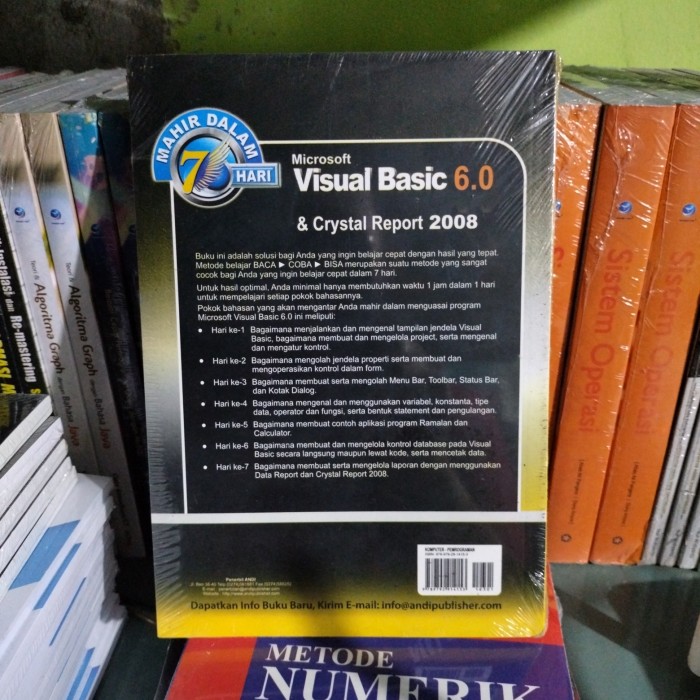 MAHIR DALAM
7
HARI
Microsoft
Visual Basic 6.0
& Crystal Report 2008
Buku ini adalah solusi bagi Anda yang ingin belajar cepat dengan hasil yang tepat.
Metode belajar BACA ► COBA ► BISA merupakan suatu metode yang sangat
cocok bagi Anda yang ingin belajar cepat dalam 7 hari.
Untuk hasil optimal, Anda minimal hanya membutuhkan waktu 1 jam dalam 1 hari
untuk mempelajari setiap pokok bahasannya.
Pokok bahasan yang akan mengantar Anda mahir dalam menguasai program
Microsoft Visual Basic 6.0 ini meliputi:
● Hari ke-1 Bagaimana menjalankan dan mengenal tampilan jendela Visual
Basic, bagaimana membuat dan mengelola project, serta mengenal
dan mengatur kontrol.
● Hari ke-2 Bagaimana mengolah jendela properti serta membuat dan
mengoperasikan kontrol dalam form.
● Hari ke-3 Bagaimana membuat serta mengolah Menu Bar, Toolbar, Status Bar,
dan Kotak Dialog.
● Hari ke-4 Bagaimana mengenal dan menggunakan variabel, konstanta, tipe
data, operator dan fungsi, serta bentuk statement dan pengulangan.
● Hari ke-5 Bagaimana membuat contoh aplikasi program Ramalan dan
Calculator.
● Hari ke-6 Bagaimana membuat dan mengelola kontrol database pada Visual
Basic secara langsung maupun lewat kode, serta mencetak data.
● Hari ke-7 Bagaimana membuat serta mengelola laporan dengan menggunakan
Data Report dan Crystal Report 2008.
KOMPUTER - PEMROGRAMAN
Penerbit ANDI
Dapatkan Info Buku Baru, Kirim E-mail: info@andipublisher.com
METODE
NUMERIK
Instalasi dan Re-mastering
Algoritma Graph dengan Bahasa Java
Algoritma Graph dengan Bahasa Java
Sistem Operasi
Sistem Operasi